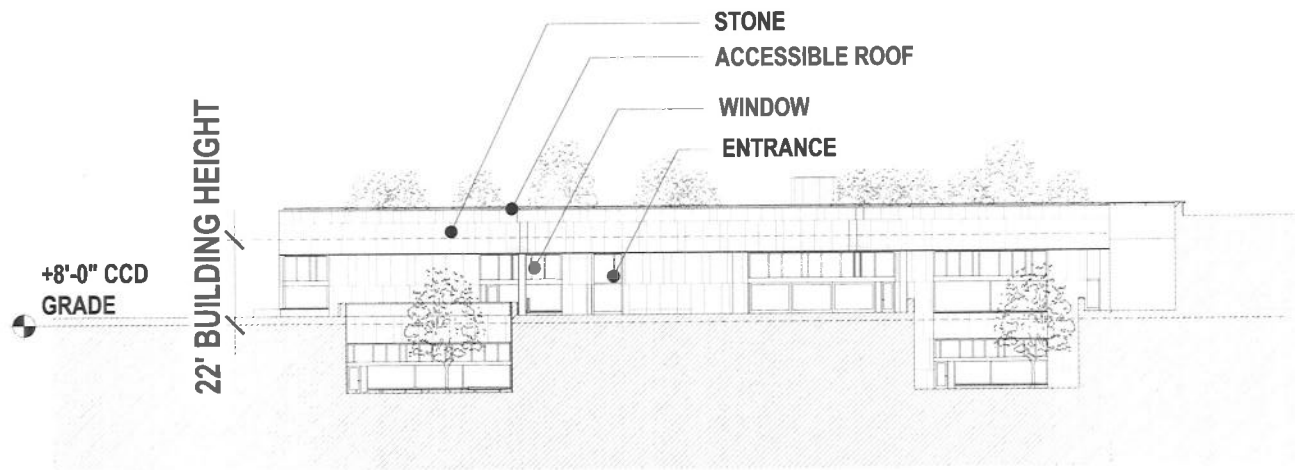 STONE
ACCESSIBLE ROOF
WINDOW
ENTRANCE
22' BUILDING HEIGHT
+8'-0" CCD
GRADE